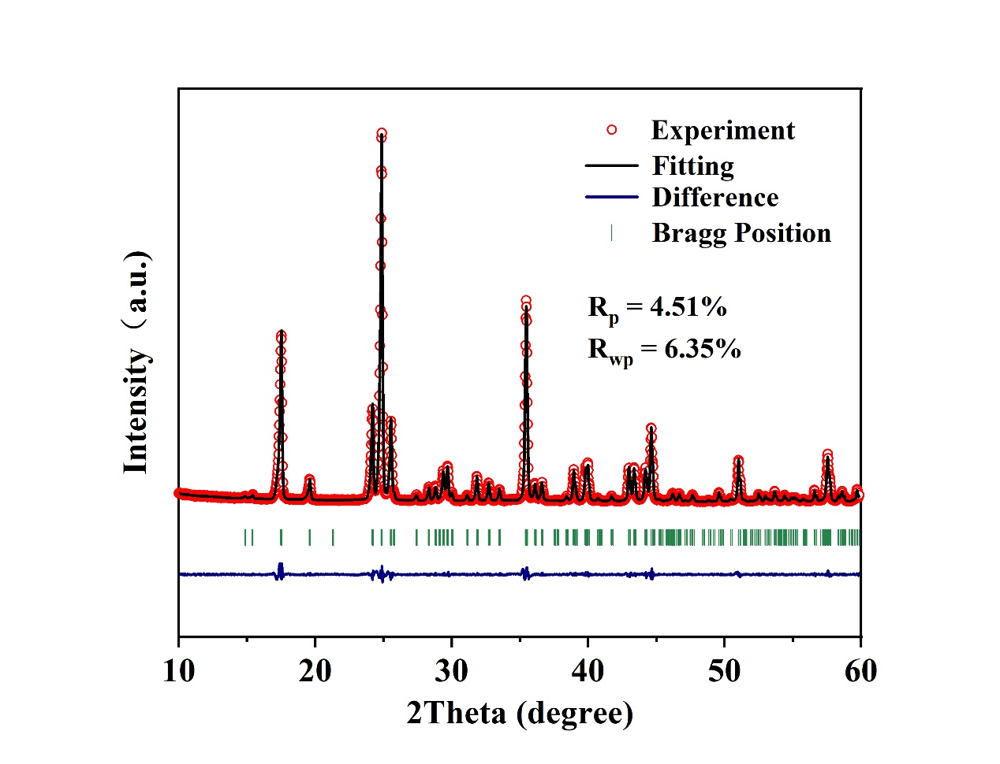 Experiment
Fitting
Difference
Bragg Position
Rp = 4.51%
Rwp = 6.35%
Intensity（a.u.)
10 20 30 40 50 60
2Theta (degree)